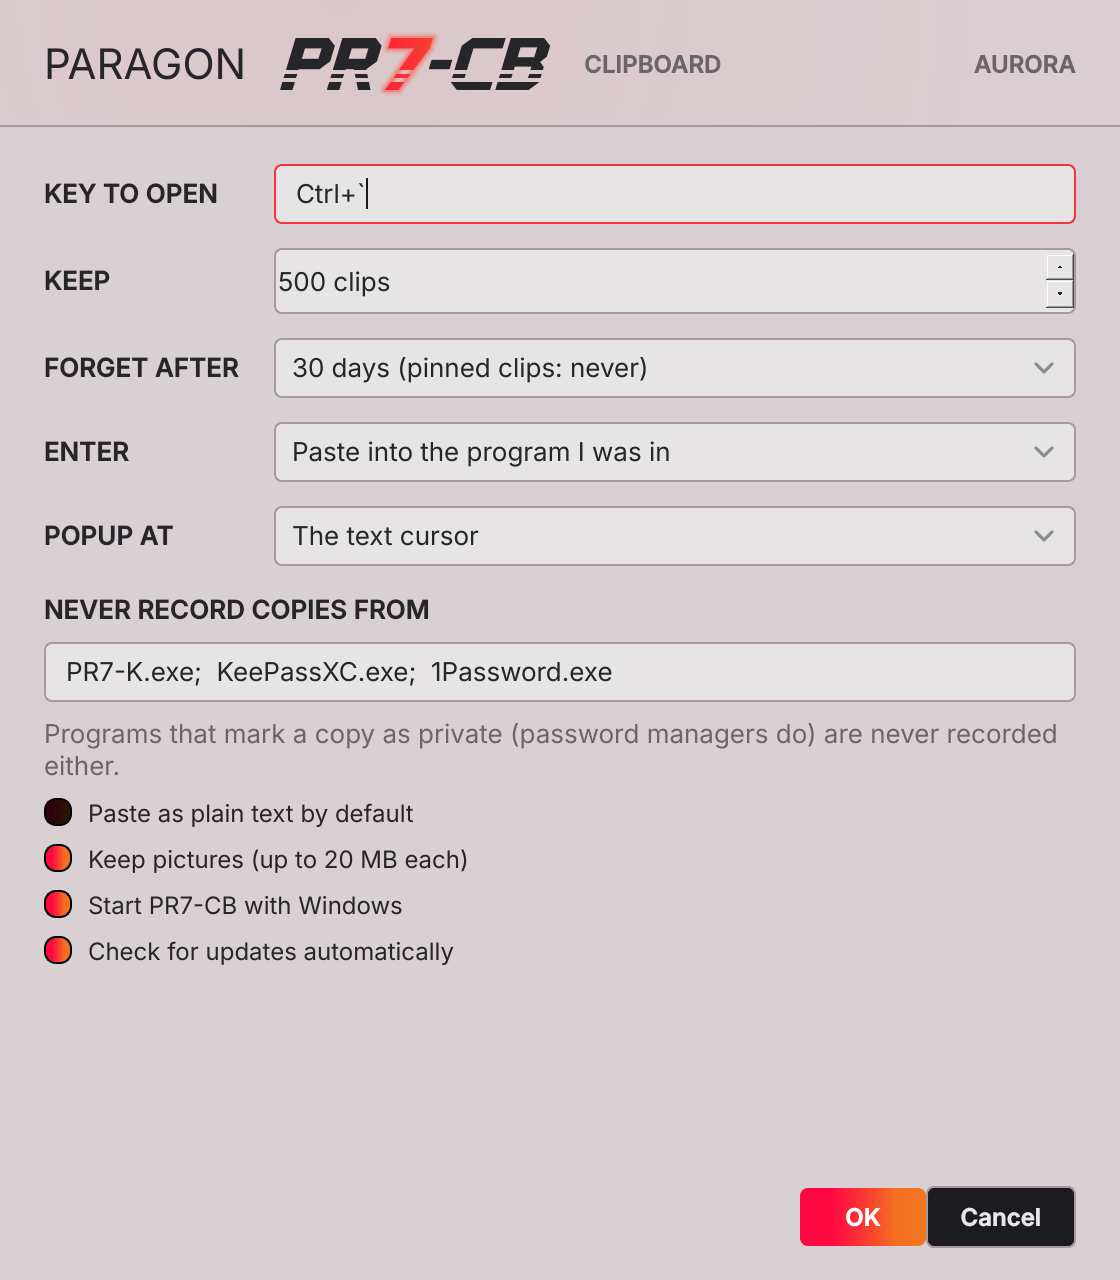 PARAGON PR7-CB CLIPBOARD AURORA
KEY TO OPEN Ctrl+`
KEEP 500 clips
FORGET AFTER 30 days (pinned clips: never)
ENTER Paste into the program I was in
POPUP AT The text cursor
NEVER RECORD COPIES FROM
PR7-K.exe; KeePassXC.exe; 1Password.exe
Programs that mark a copy as private (password managers do) are never recorded
either.
Paste as plain text by default
Keep pictures (up to 20 MB each)
Start PR7-CB with Windows
Check for updates automatically
OK Cancel